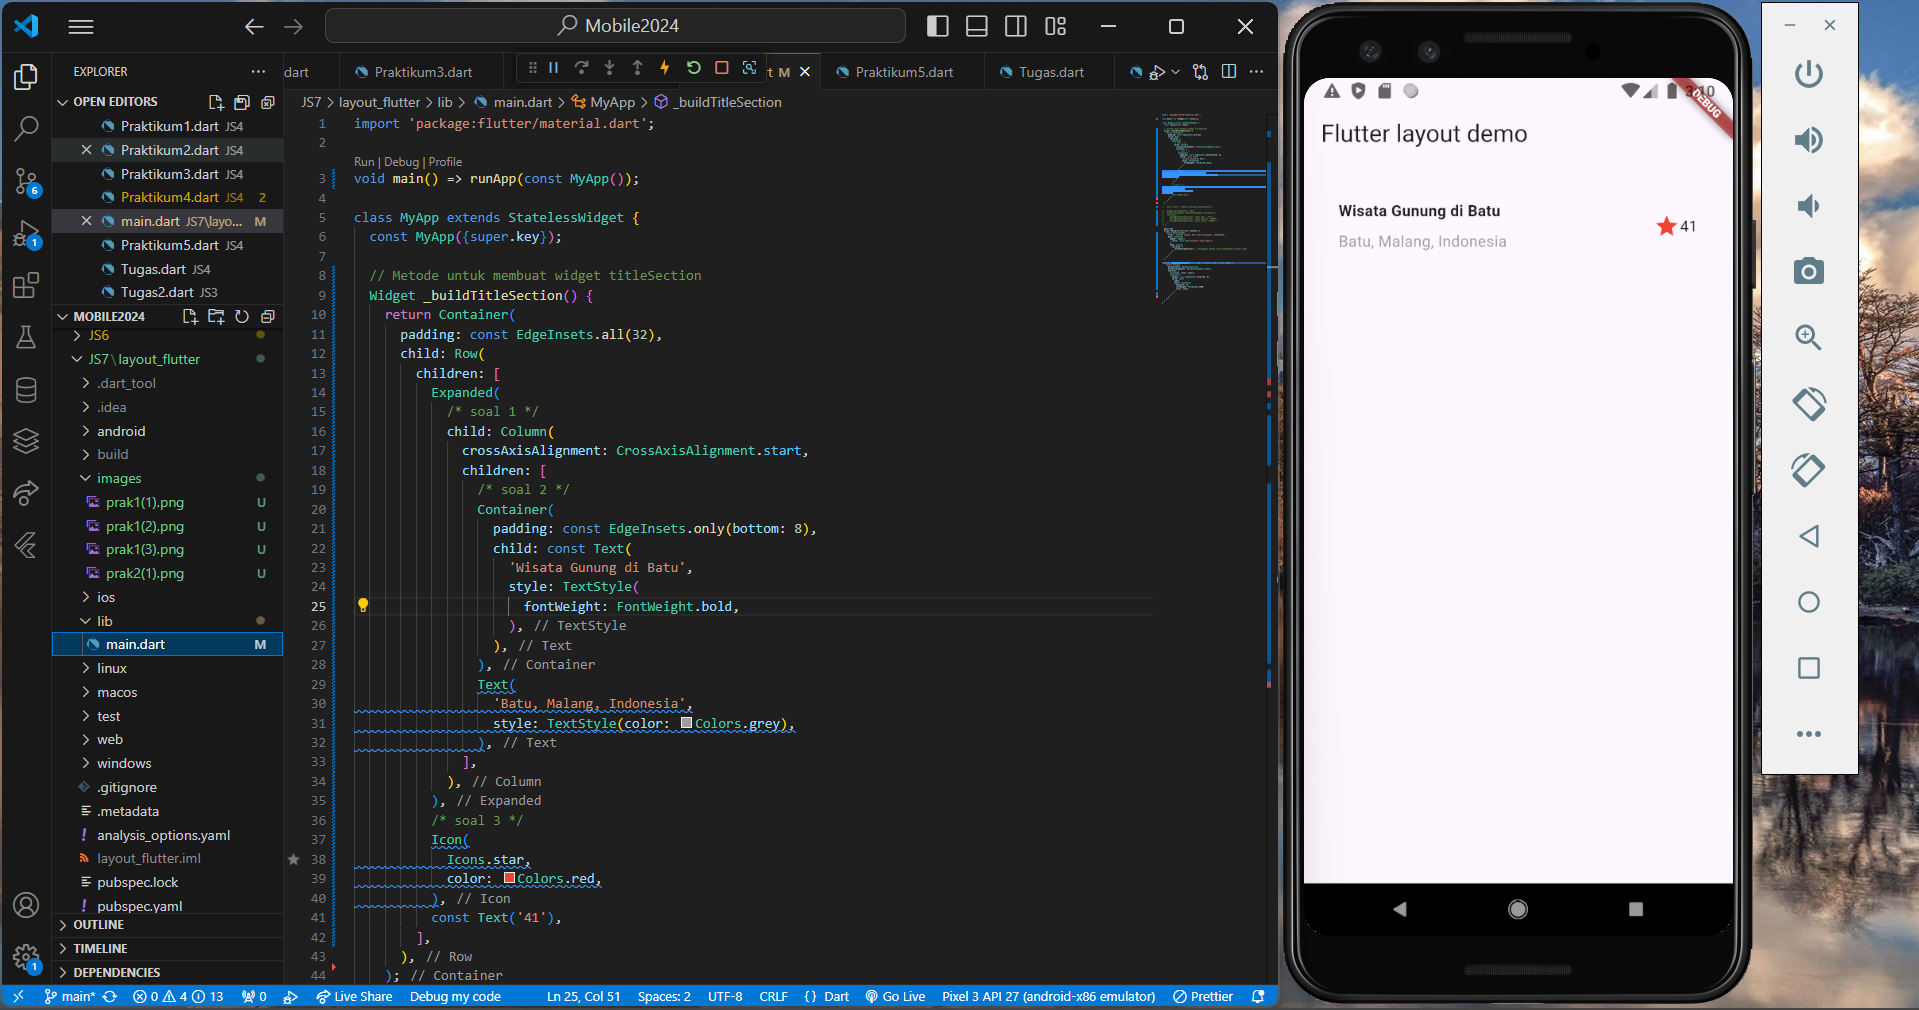 Mobile2024
EXPLORER
OPEN EDITORS
Praktikum1.dart JS4
Praktikum2.dart JS4
Praktikum3.dart JS4
Praktikum4.dart JS4 2
main.dart JS7\layo... M
Praktikum5.dart JS4
Tugas.dart JS4
Tugas2.dart JS3
MOBILE2024
JS6
JS7\layout_flutter
.dart_tool
.idea
android
build
images
prak1(1).png U
prak1(2).png U
prak1(3).png U
prak2(1).png U
ios
lib
main.dart M
linux
macos
test
web
windows
.gitignore
.metadata
analysis_options.yaml
layout_flutter.iml
pubspec.lock
pubspec.yaml
OUTLINE
TIMELINE
DEPENDENCIES
6
1
1
dart Praktikum3.dart t M Praktikum5.dart Tugas.dart
JS7 > layout_flutter > lib > main.dart > MyApp > _buildTitleSection
1 import 'package:flutter/material.dart';
2
Run | Debug | Profile
3 void main() => runApp(const MyApp());
4
5 class MyApp extends StatelessWidget {
6 const MyApp({super.key});
7
8 // Metode untuk membuat widget titleSection
9 Widget _buildTitleSection() {
10 return Container(
11 padding: const EdgeInsets.all(32),
12 child: Row(
13 children: [
14 Expanded(
15 /* soal 1 */
16 child: Column(
17 crossAxisAlignment: CrossAxisAlignment.start,
18 children: [
19 /* soal 2 */
20 Container(
21 padding: const EdgeInsets.only(bottom: 8),
22 child: const Text(
23 'Wisata Gunung di Batu',
24 style: TextStyle(
25 fontWeight: FontWeight.bold,
26 ), // TextStyle
27 ), // Text
28 ), // Container
29 Text(
30 'Batu, Malang, Indonesia',
31 style: TextStyle(color: Colors.grey),
32 ), // Text
33 ],
34 ), // Column
35 ), // Expanded
36 /* soal 3 */
37 Icon(
38 Icons.star,
39 color: Colors.red,
40 ), // Icon
41 const Text('41'),
42 ],
43 ), // Row
44 ); // Container
main* 0 4 13 0 Live Share Debug my code Ln 25, Col 51 Spaces: 2 UTF-8 CRLF {} Dart Go Live Pixel 3 API 27 (android-x86 emulator) Prettier
DEBUG
Flutter layout demo
Wisata Gunung di Batu
Batu, Malang, Indonesia
41